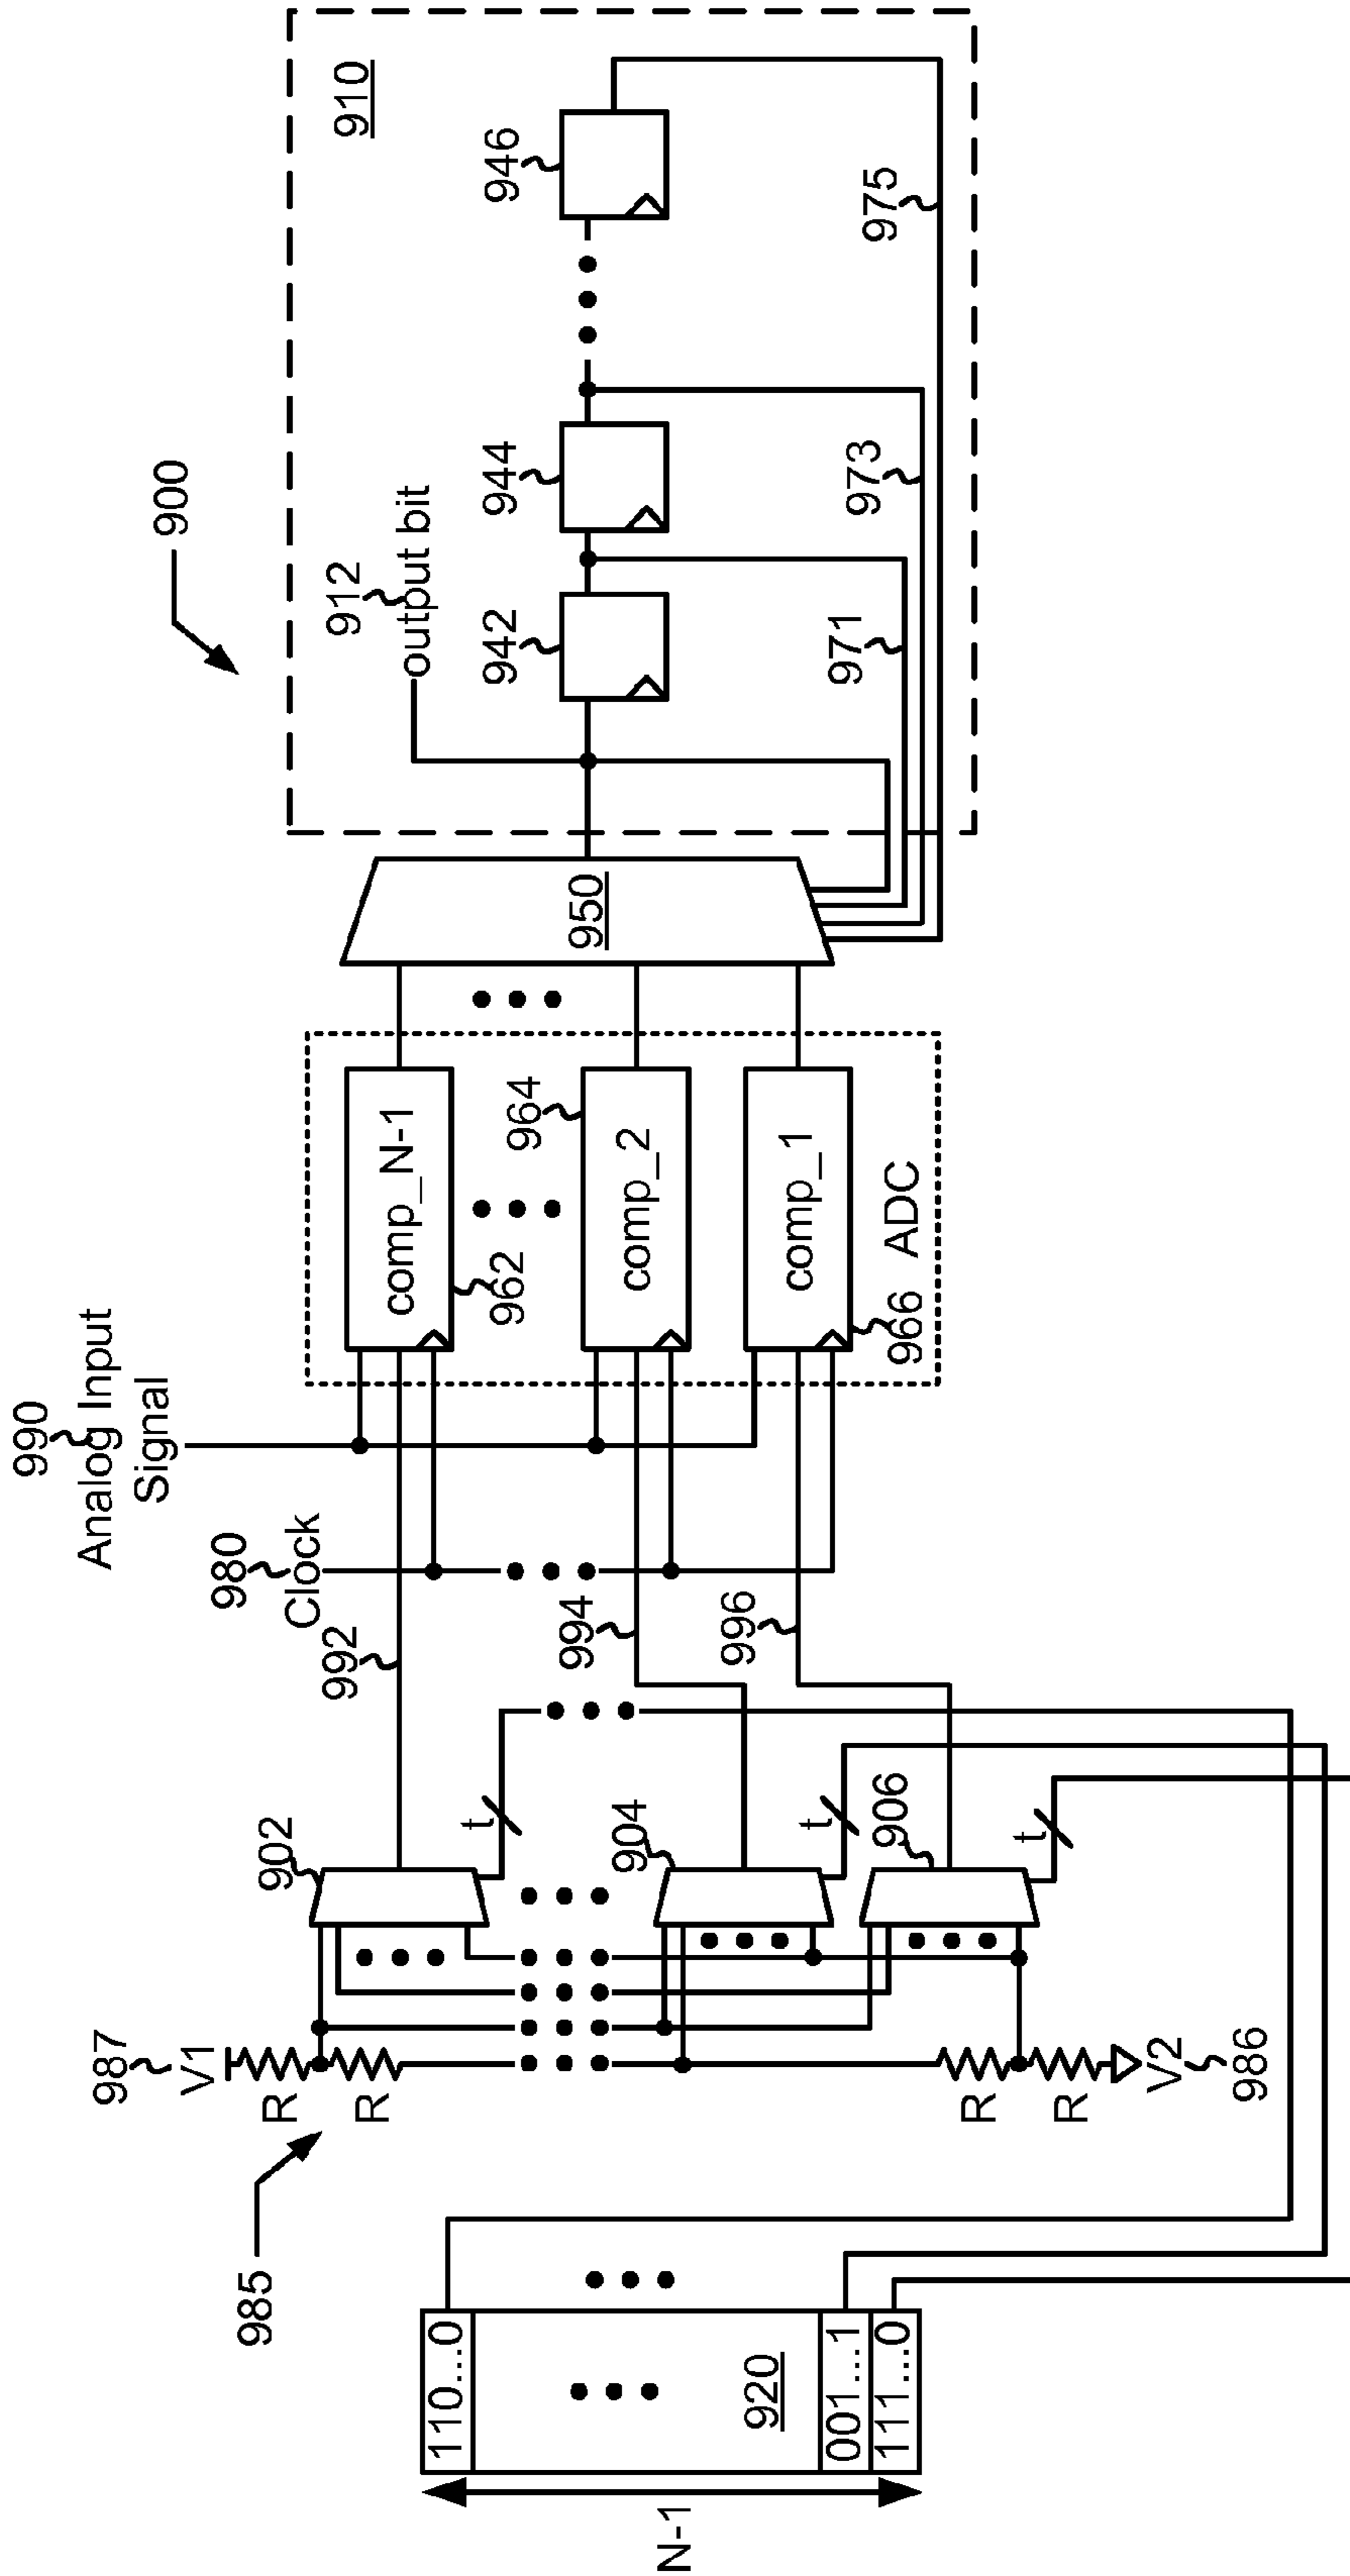 900
910
912
output bit
942
944
946
971
973
975
950
990
Analog Input
Signal
980
Clock
comp_N-1
962
comp_2
964
comp_1
966
ADC
992
994
996
902
t
904
t
906
t
987
V1
R
R
R
R
V2
986
985
110...0
920
001...1
111...0
N-1